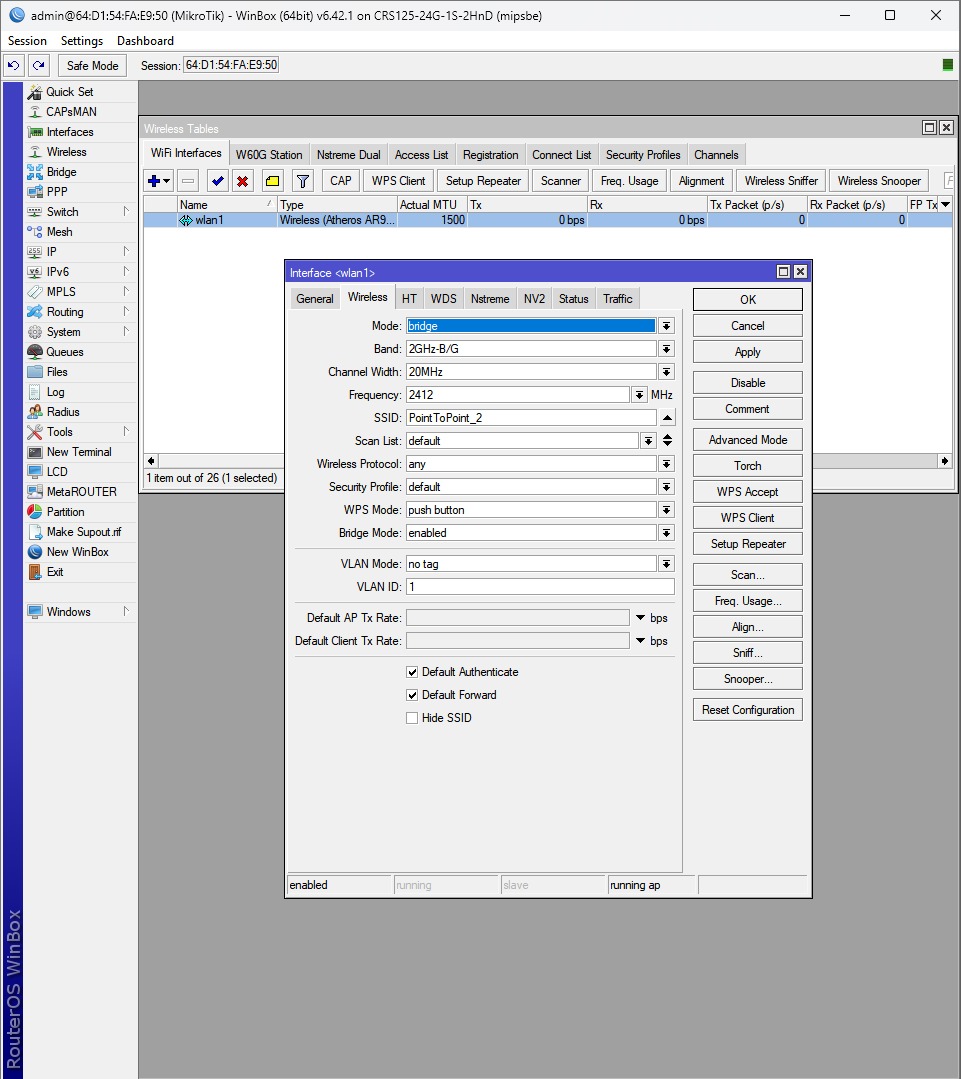 admin@64:D1:54:FA:E9:50 (MikroTik) - WinBox (64bit) v6.42.1 on CRS125-24G-1S-2HnD (mipsbe)
Session Settings Dashboard
Safe Mode Session: 64:D1:54:FA:E9:50
Quick Set
CAPsMAN
Interfaces
Wireless
Bridge
PPP
Switch
Mesh
IP
IPv6
MPLS
Routing
System
Queues
Files
Log
Radius
Tools
New Terminal
LCD
MetaROUTER
Partition
Make Supout.rif
New WinBox
Exit
Windows
RouterOS WinBox
Wireless Tables
WiFi Interfaces W60G Station Nstreme Dual Access List Registration Connect List Security Profiles Channels
CAP WPS Client Setup Repeater Scanner Freq. Usage Alignment Wireless Sniffer Wireless Snooper
Name Type Actual MTU Tx Rx Tx Packet (p/s) Rx Packet (p/s) FP Tx
wlan1 Wireless (Atheros AR9... 1500 0 bps 0 bps 0 0
1 item out of 26 (1 selected)
Interface <wlan1>
General Wireless HT WDS Nstreme NV2 Status Traffic
Mode: bridge
Band: 2GHz-B/G
Channel Width: 20MHz
Frequency: 2412 MHz
SSID: PointToPoint_2
Scan List: default
Wireless Protocol: any
Security Profile: default
WPS Mode: push button
Bridge Mode: enabled
VLAN Mode: no tag
VLAN ID: 1
Default AP Tx Rate: bps
Default Client Tx Rate: bps
Default Authenticate
Default Forward
Hide SSID
OK
Cancel
Apply
Disable
Comment
Advanced Mode
Torch
WPS Accept
WPS Client
Setup Repeater
Scan...
Freq. Usage...
Align...
Sniff...
Snooper...
Reset Configuration
enabled running slave running ap